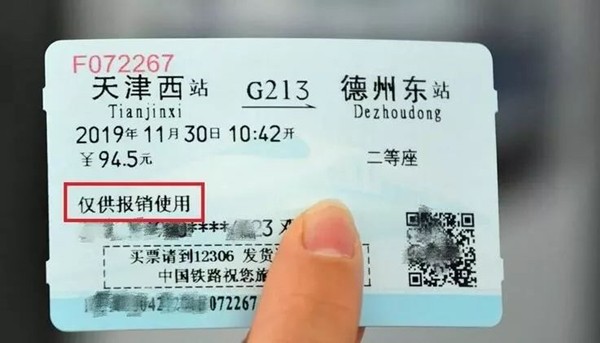 F072267
天津西站 G213 德州东站
Tianjinxi Dezhoudong
2019年11月30日10:42开
￥94.5元 二等座
仅供报销使用
****
买票请到12306 发货
中国铁路祝您旅
072267